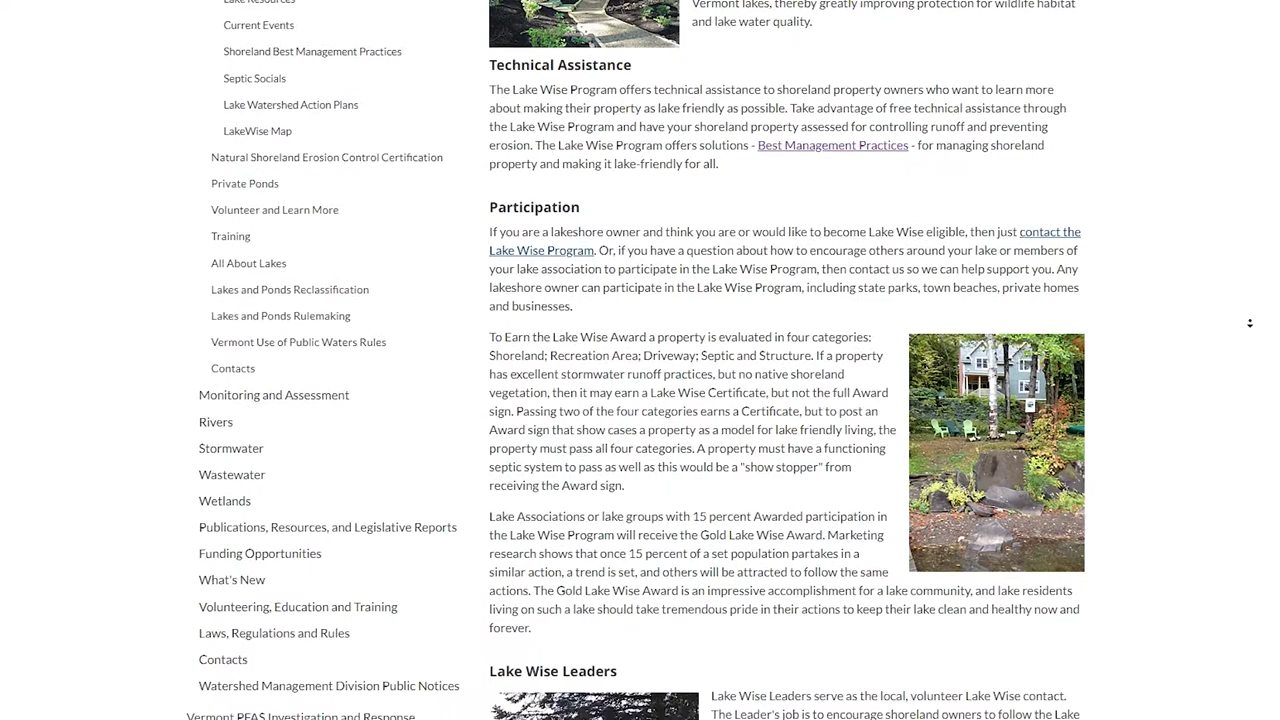 Lake Resources
Current Events
Shoreland Best Management Practices
Septic Socials
Lake Watershed Action Plans
LakeWise Map
Natural Shoreland Erosion Control Certification
Private Ponds
Volunteer and Learn More
Training
All About Lakes
Lakes and Ponds Reclassification
Lakes and Ponds Rulemaking
Vermont Use of Public Waters Rules
Contacts
Monitoring and Assessment
Rivers
Stormwater
Wastewater
Wetlands
Publications, Resources, and Legislative Reports
Funding Opportunities
What's New
Volunteering, Education and Training
Laws, Regulations and Rules
Contacts
Watershed Management Division Public Notices
Vermont PFAS Investigation and Response
Vermont lakes, thereby greatly improving protection for wildlife habitat
and lake water quality.
Technical Assistance
The Lake Wise Program offers technical assistance to shoreland property owners who want to learn more
about making their property as lake friendly as possible. Take advantage of free technical assistance through
the Lake Wise Program and have your shoreland property assessed for controlling runoff and preventing
erosion. The Lake Wise Program offers solutions - Best Management Practices - for managing shoreland
property and making it lake-friendly for all.
Participation
If you are a lakeshore owner and think you are or would like to become Lake Wise eligible, then just contact the
Lake Wise Program. Or, if you have a question about how to encourage others around your lake or members of
your lake association to participate in the Lake Wise Program, then contact us so we can help support you. Any
lakeshore owner can participate in the Lake Wise Program, including state parks, town beaches, private homes
and businesses.
To Earn the Lake Wise Award a property is evaluated in four categories:
Shoreland; Recreation Area; Driveway; Septic and Structure. If a property
has excellent stormwater runoff practices, but no native shoreland
vegetation, then it may earn a Lake Wise Certificate, but not the full Award
sign. Passing two of the four categories earns a Certificate, but to post an
Award sign that show cases a property as a model for lake friendly living, the
property must pass all four categories. A property must have a functioning
septic system to pass as well as this would be a "show stopper" from
receiving the Award sign.
Lake Associations or lake groups with 15 percent Awarded participation in
the Lake Wise Program will receive the Gold Lake Wise Award. Marketing
research shows that once 15 percent of a set population partakes in a
similar action, a trend is set, and others will be attracted to follow the same
actions. The Gold Lake Wise Award is an impressive accomplishment for a lake community, and lake residents
living on such a lake should take tremendous pride in their actions to keep their lake clean and healthy now and
forever.
Lake Wise Leaders
Lake Wise Leaders serve as the local, volunteer Lake Wise contact.
The Leader's job is to encourage shoreland owners to follow the Lake